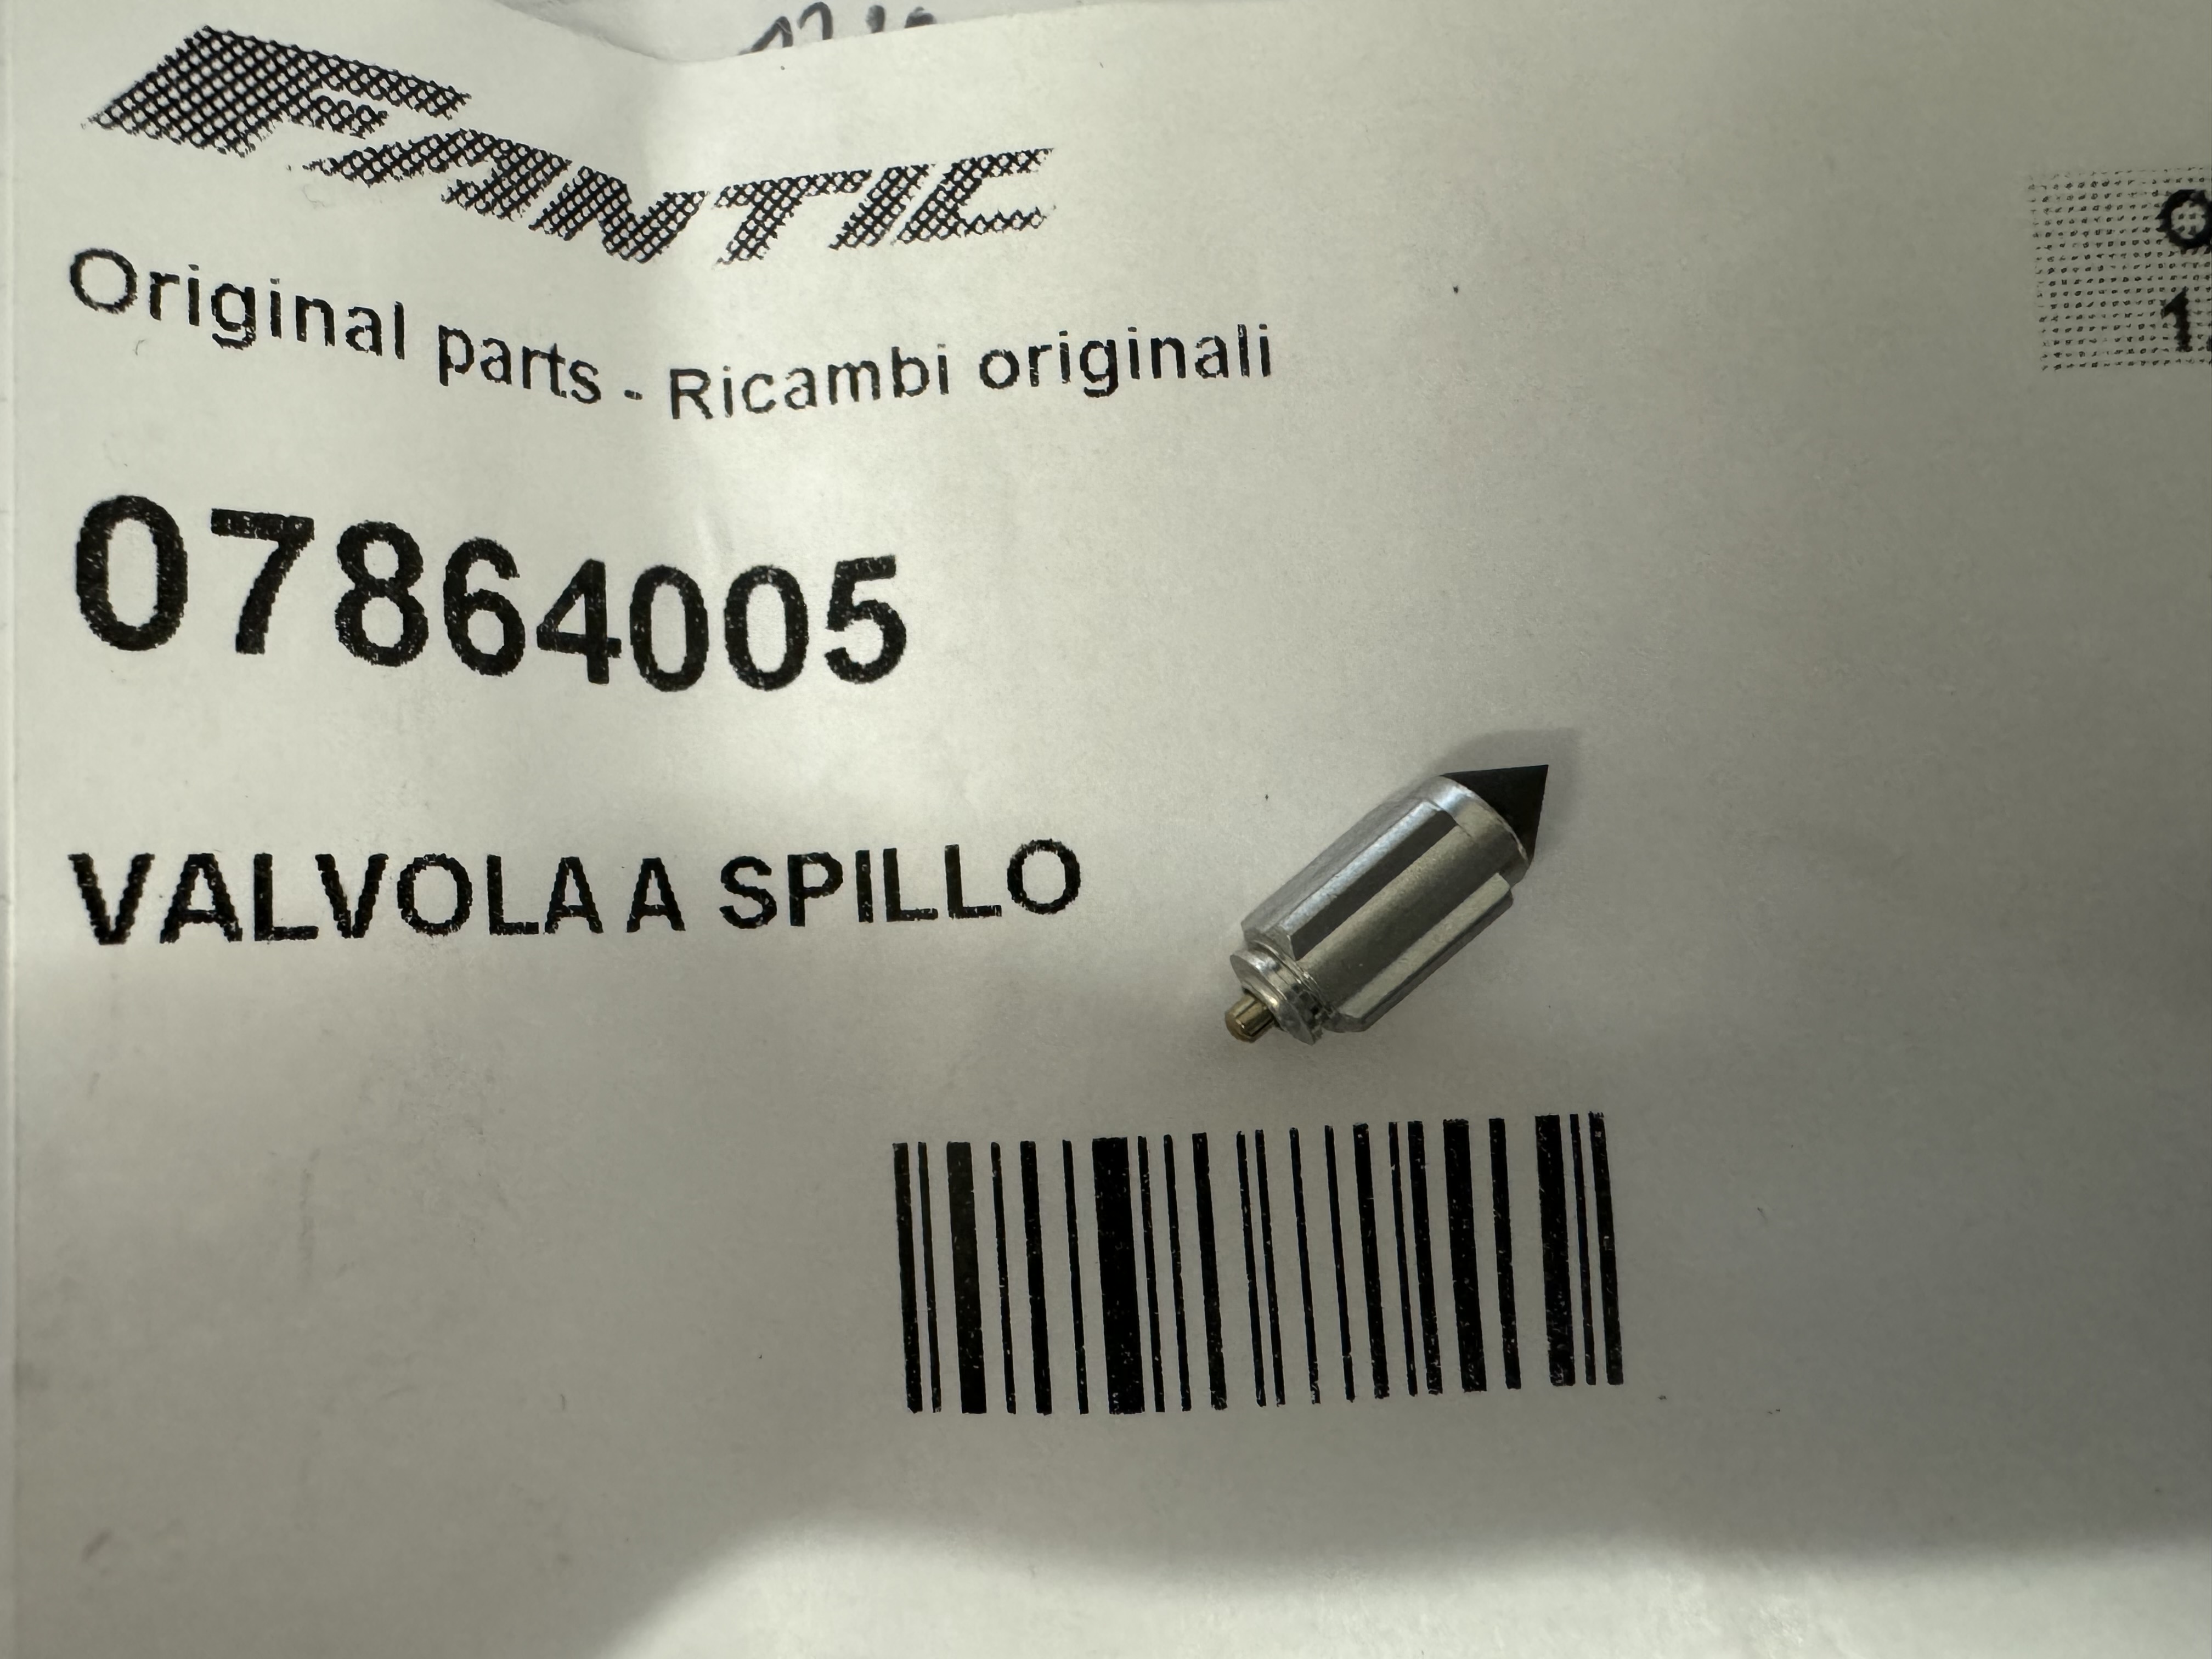 FANTIC
Original parts - Ricambi originali
07864005
VALVOLA A SPILLO